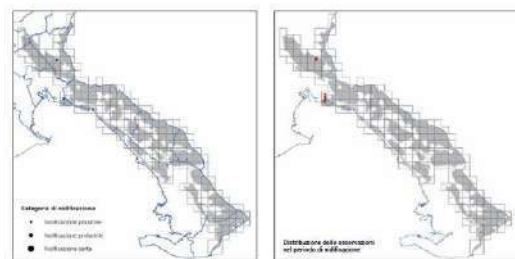 Categoria di nidificazione
Nidificazione possibile
Nidificazione probabile
Nidificazione certa
Distribuzione delle osservazioni
nel periodo di nidificazione